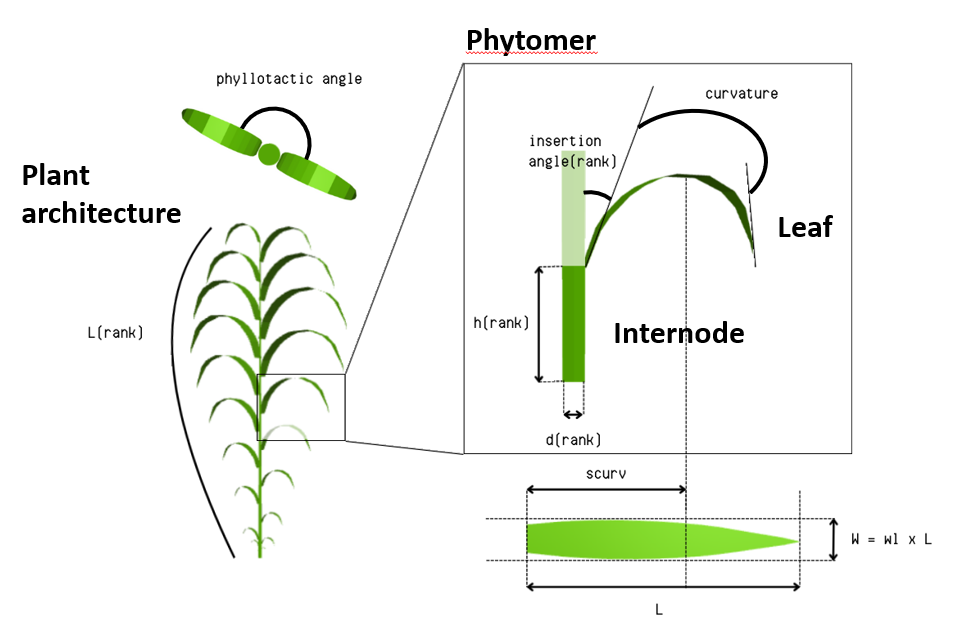 Phytomer
phyllotactic angle
curvature
insertion
angle(rank)
Plant
architecture
Leaf
L(rank)
h(rank)
Internode
d(rank)
scurv
W = wl x L
L